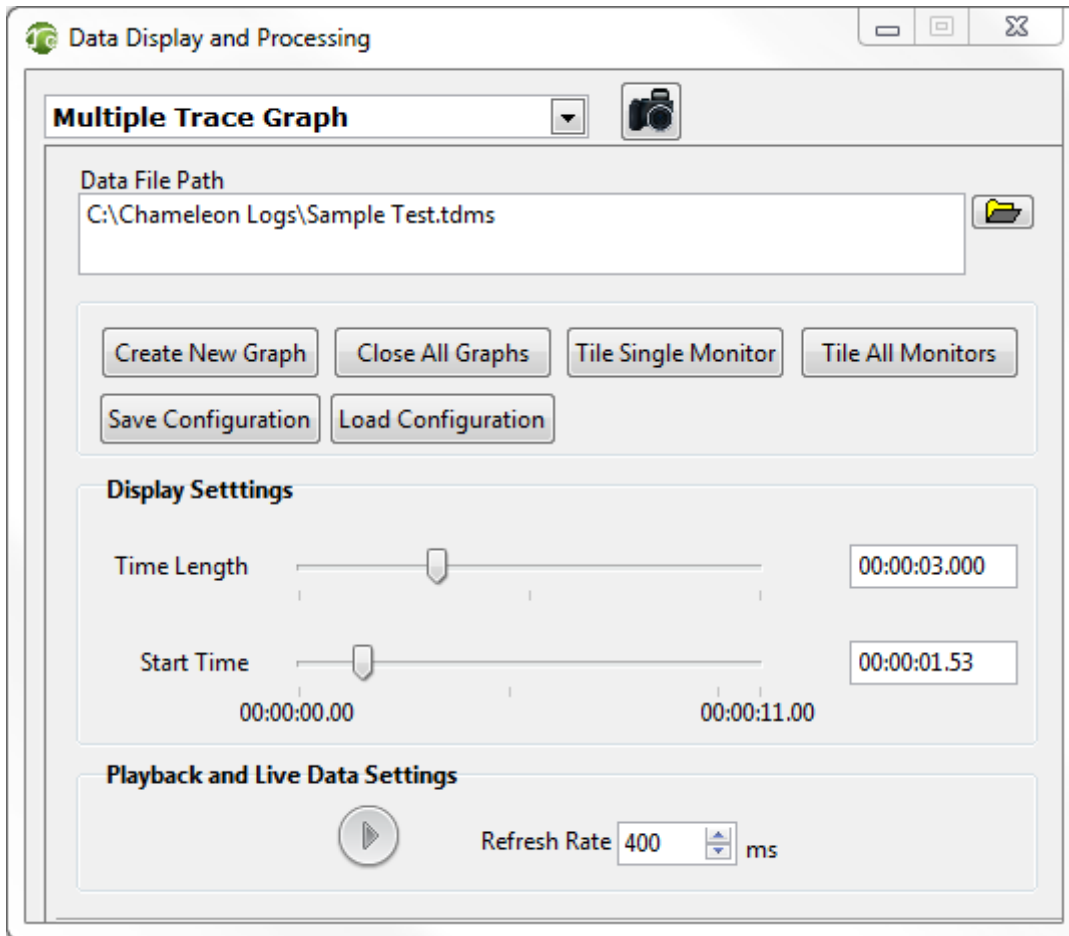 Data Display and Processing
Multiple Trace Graph
Data File Path
C:\Chameleon Logs\Sample Test.tdms
Create New Graph Close All Graphs Tile Single Monitor Tile All Monitors
Save Configuration Load Configuration
Display Setttings
Time Length 00:00:03.000
Start Time 00:00:01.53
00:00:00.00 00:00:11.00
Playback and Live Data Settings
Refresh Rate 400 ms